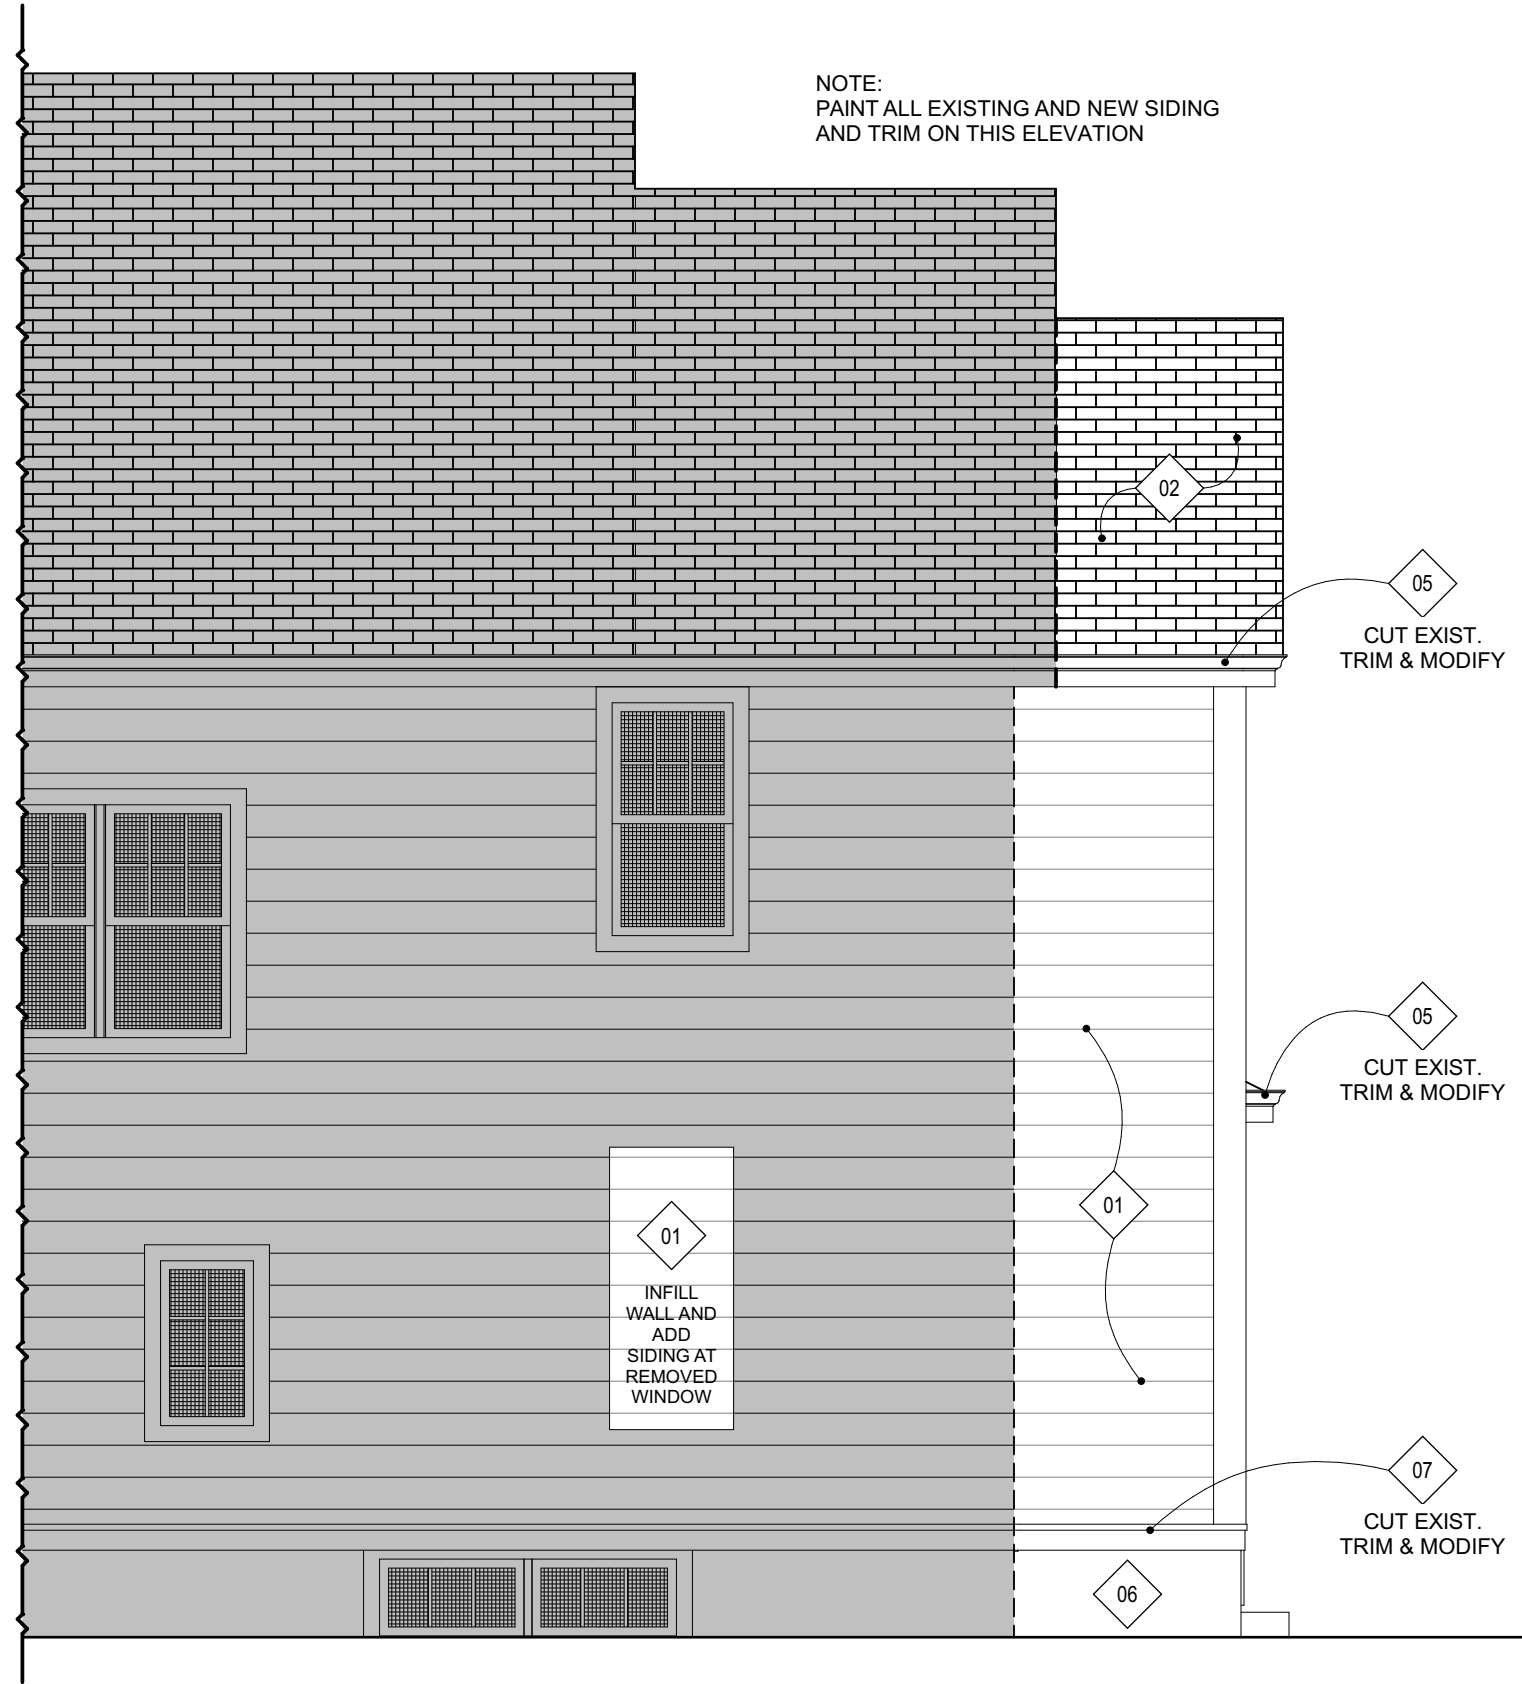 NOTE:
PAINT ALL EXISTING AND NEW SIDING
AND TRIM ON THIS ELEVATION
02
05
CUT EXIST.
TRIM & MODIFY
05
CUT EXIST.
TRIM & MODIFY
01
01
INFILL
WALL AND
ADD
SIDING AT
REMOVED
WINDOW
07
CUT EXIST.
TRIM & MODIFY
06